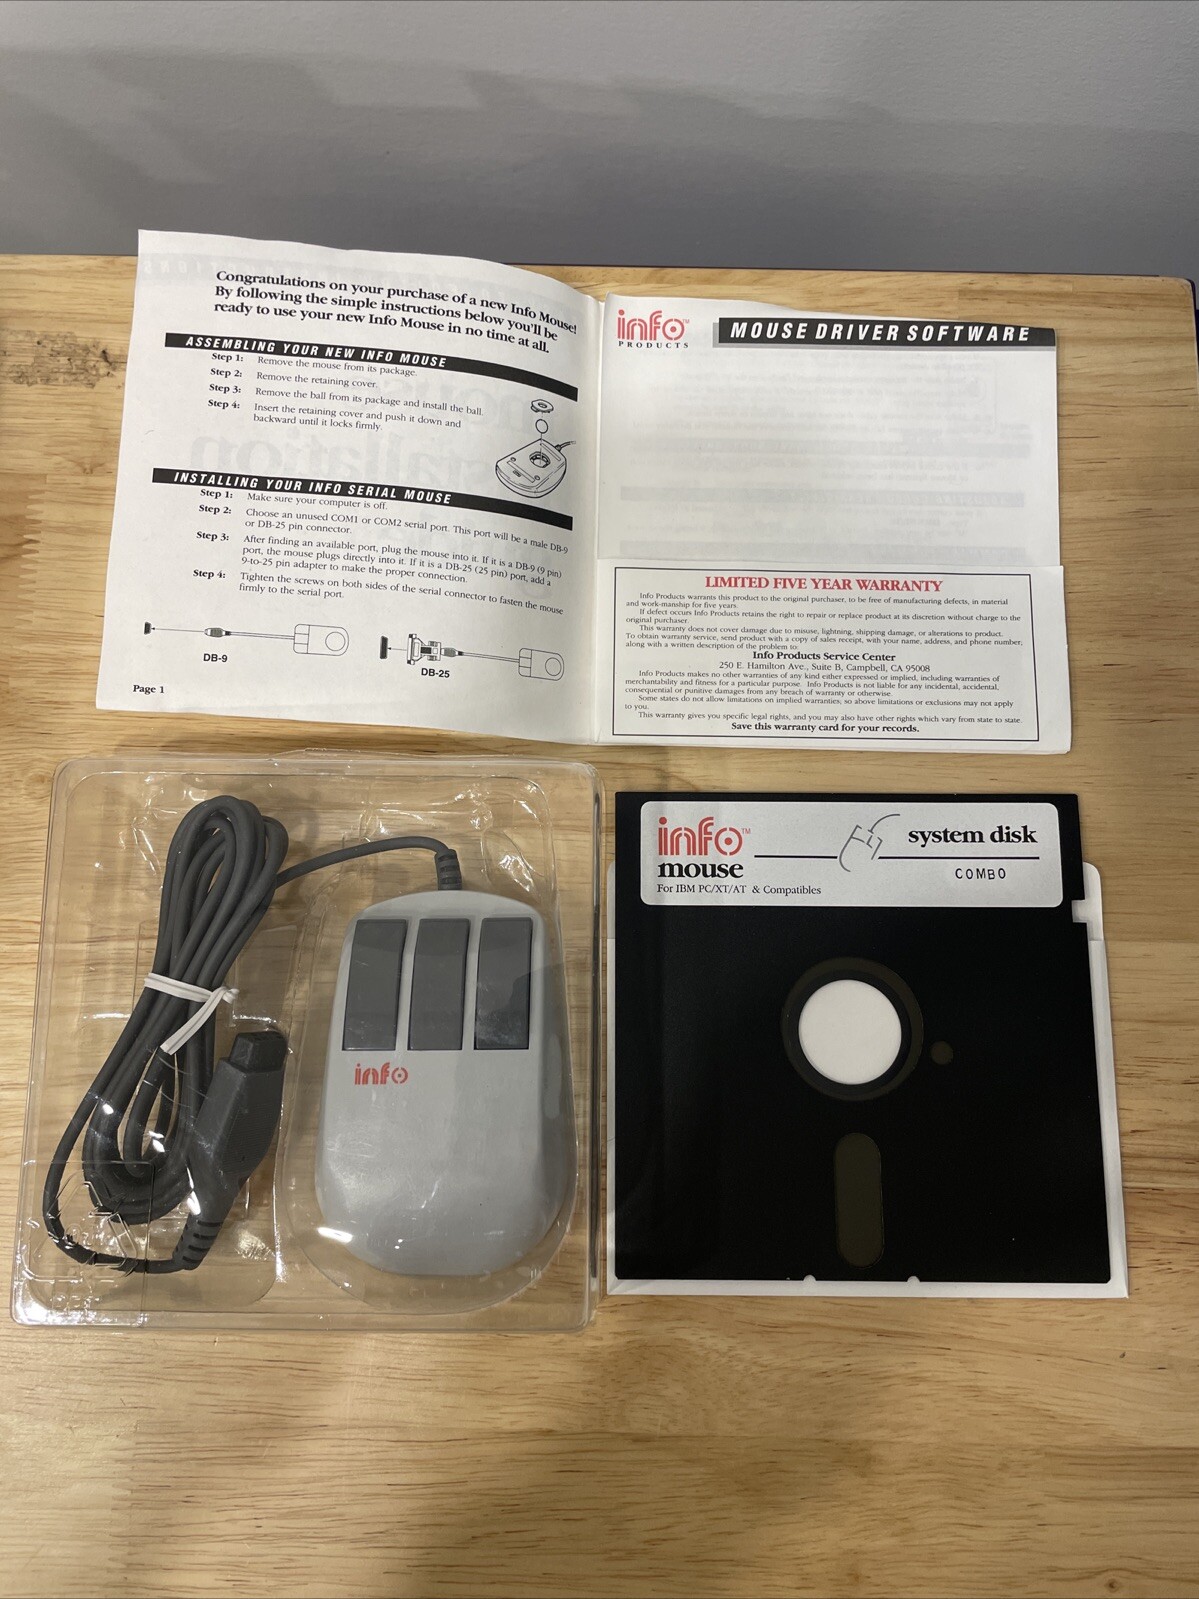 Congratulations on your purchase of a new Info Mouse!
By following the simple instructions below you'll be
ready to use your new Info Mouse in no time at all.
ASSEMBLING YOUR NEW INFO MOUSE
Step 1: Remove the mouse from its package.
Step 2: Remove the retaining cover.
Step 3: Remove the ball from its package and install the ball.
Step 4: Insert the retaining cover and push it down and
backward until it locks firmly.
INSTALLING YOUR INFO SERIAL MOUSE
Step 1: Make sure your computer is off.
Step 2: Choose an unused COM1 or COM2 serial port. This port will be a male DB-9
or DB-25 pin connector.
Step 3: After finding an available port, plug the mouse into it. If it is a DB-9 (9 pin)
port, the mouse plugs directly into it. If it is a DB-25 (25 pin) port, add a
9-to-25 pin adapter to make the proper connection.
Step 4: Tighten the screws on both sides of the serial connector to fasten the mouse
firmly to the serial port.
DB-9
DB-25
Page 1
info™
PRODUCTS
MOUSE DRIVER SOFTWARE
LIMITED FIVE YEAR WARRANTY
Info Products warrants this product to the original purchaser, to be free of manufacturing defects, in material
and work-manship for five years.
If defect occurs Info Products retains the right to repair or replace product at its discretion without charge to the
original purchaser.
This warranty does not cover damage due to misuse, lightning, shipping damage, or alterations to product.
To obtain warranty service, send product with a copy of sales receipt, with your name, address, and phone number,
along with a written description of the problem to:
Info Products Service Center
250 E. Hamilton Ave., Suite B, Campbell, CA 95008
Info Products makes no other warranties of any kind either expressed or implied, including warranties of
merchantability and fitness for a particular purpose. Info Products is not liable for any incidental, accidental,
consequential or punitive damages from any breach of warranty or otherwise.
Some states do not allow limitations on implied warranties; so above limitations or exclusions may not apply
to you.
This warranty gives you specific legal rights, and you may also have other rights which vary from state to state.
Save this warranty card for your records.
info
info™
mouse
For IBM PC/XT/AT & Compatibles
system disk
COMBO